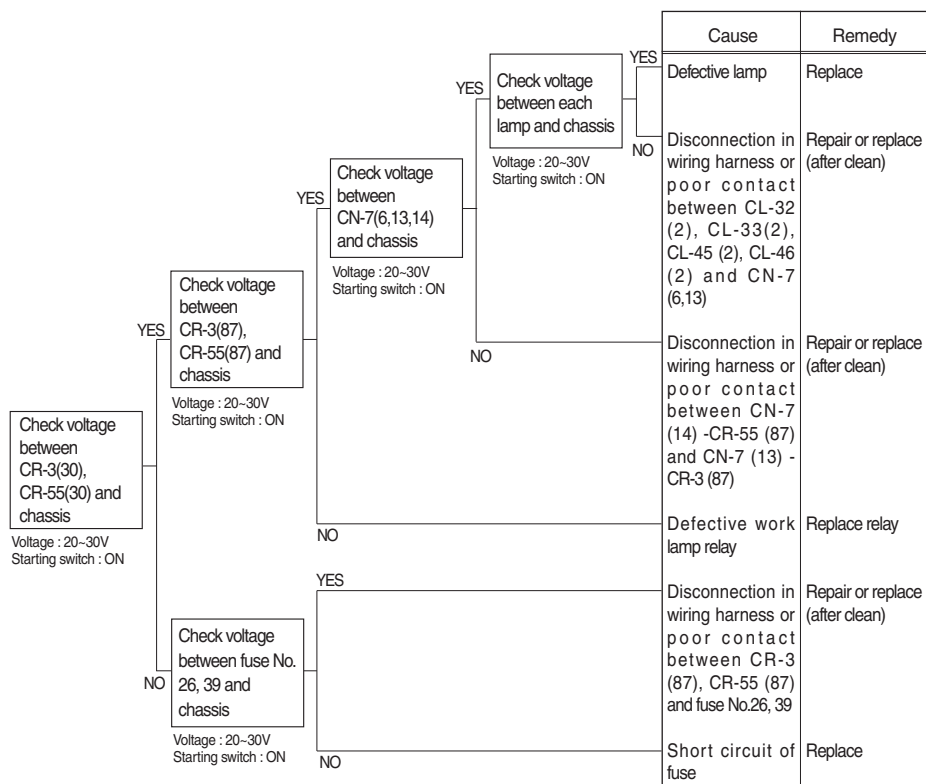 Cause
Remedy
YES
Defective lamp
Replace
YES
Check voltage
between each
lamp and chassis
NO
Voltage : 20~30V
Starting switch : ON
Disconnection in
wiring harness or
poor contact
between CL-32
(2), CL-33(2),
CL-45 (2), CL-46
(2) and CN-7
(6,13)
Repair or replace
(after clean)
YES
Check voltage
between
CN-7(6,13,14)
and chassis
Voltage : 20~30V
Starting switch : ON
NO
Disconnection in
wiring harness or
poor contact
between CN-7
(14) -CR-55 (87)
and CN-7 (13) -
CR-3 (87)
Repair or replace
(after clean)
YES
Check voltage
between
CR-3(87),
CR-55(87) and
chassis
Voltage : 20~30V
Starting switch : ON
Check voltage
between
CR-3(30),
CR-55(30) and
chassis
Voltage : 20~30V
Starting switch : ON
NO
Defective work
lamp relay
Replace relay
YES
Disconnection in
wiring harness or
poor contact
between CR-3
(87), CR-55 (87)
and fuse No.26, 39
Repair or replace
(after clean)
NO
Check voltage
between fuse No.
26, 39 and
chassis
Voltage : 20~30V
Starting switch : ON
NO
Short circuit of
fuse
Replace